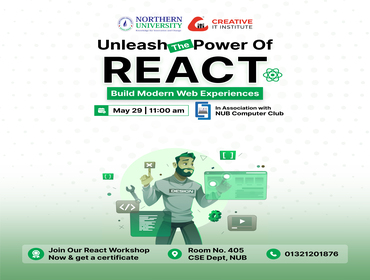 NORTHERN
UNIVERSITY
CREATIVE
IT INSTITUTE
Unleash The Power Of
REACT
Build Modern Web Experiences
May 29 | 11:00 am
In Association with
NUB Computer Club
DESIGN
Join Our React Workshop
Now & get a certificate
Room No. 405
CSE Dept, NUB
01321201876